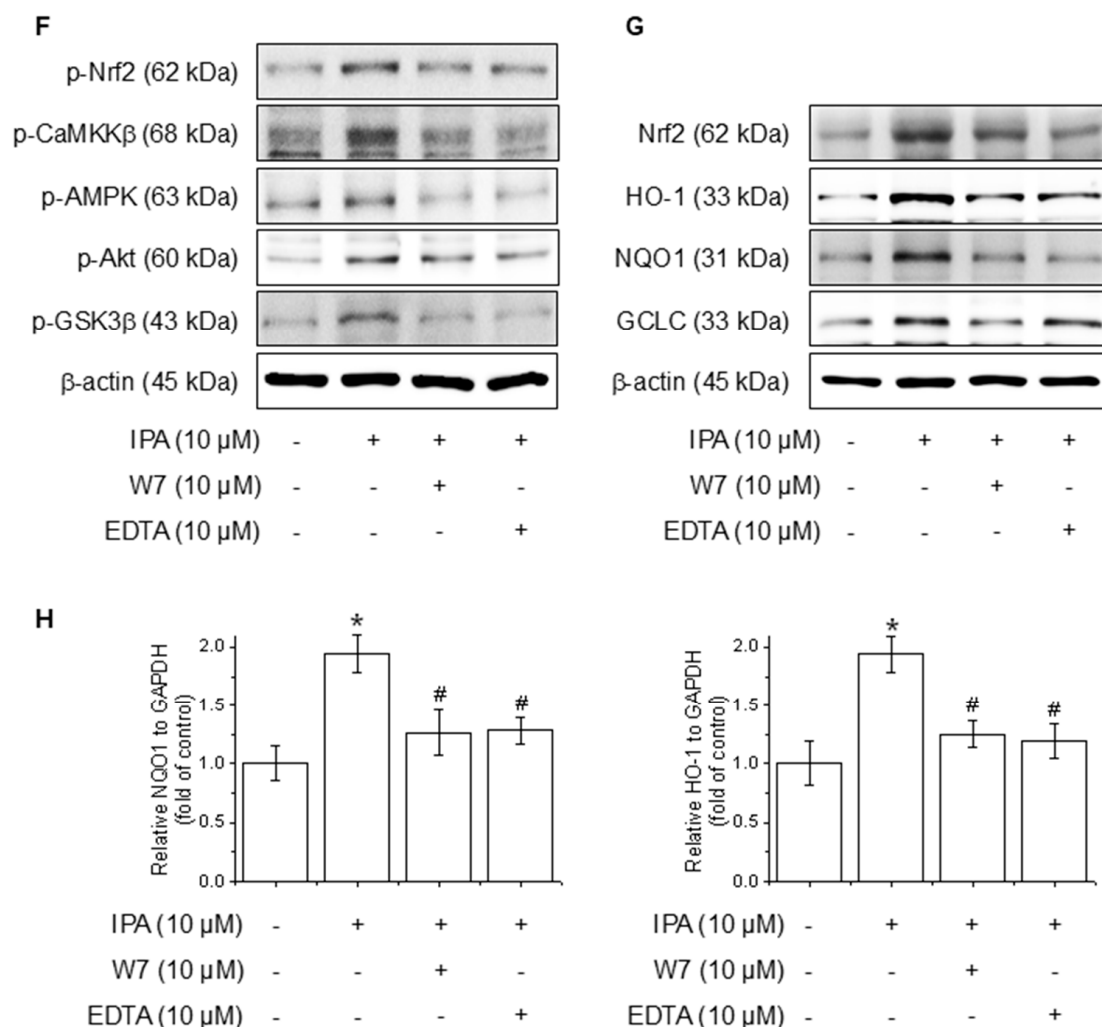 F
p-Nrf2 (62 kDa)
p-CaMKKβ (68 kDa)
p-AMPK (63 kDa)
p-Akt (60 kDa)
p-GSK3β (43 kDa)
β-actin (45 kDa)
IPA (10 µM) - + + +
W7 (10 µM) - - + -
EDTA (10 µM) - - - +
G
Nrf2 (62 kDa)
HO-1 (33 kDa)
NQO1 (31 kDa)
GCLC (33 kDa)
β-actin (45 kDa)
IPA (10 µM) - + + +
W7 (10 µM) - - + -
EDTA (10 µM) - - - +
H
Relative NQO1 to GAPDH
(fold of control)
2.0
1.5
1.0
0.5
0.0
*
#
#
IPA (10 µM) - + + +
W7 (10 µM) - - + -
EDTA (10 µM) - - - +
Relative HO-1 to GAPDH
(fold of control)
2.0
1.5
1.0
0.5
0.0
*
#
#
IPA (10 µM) - + + +
W7 (10 µM) - - + -
EDTA (10 µM) - - - +